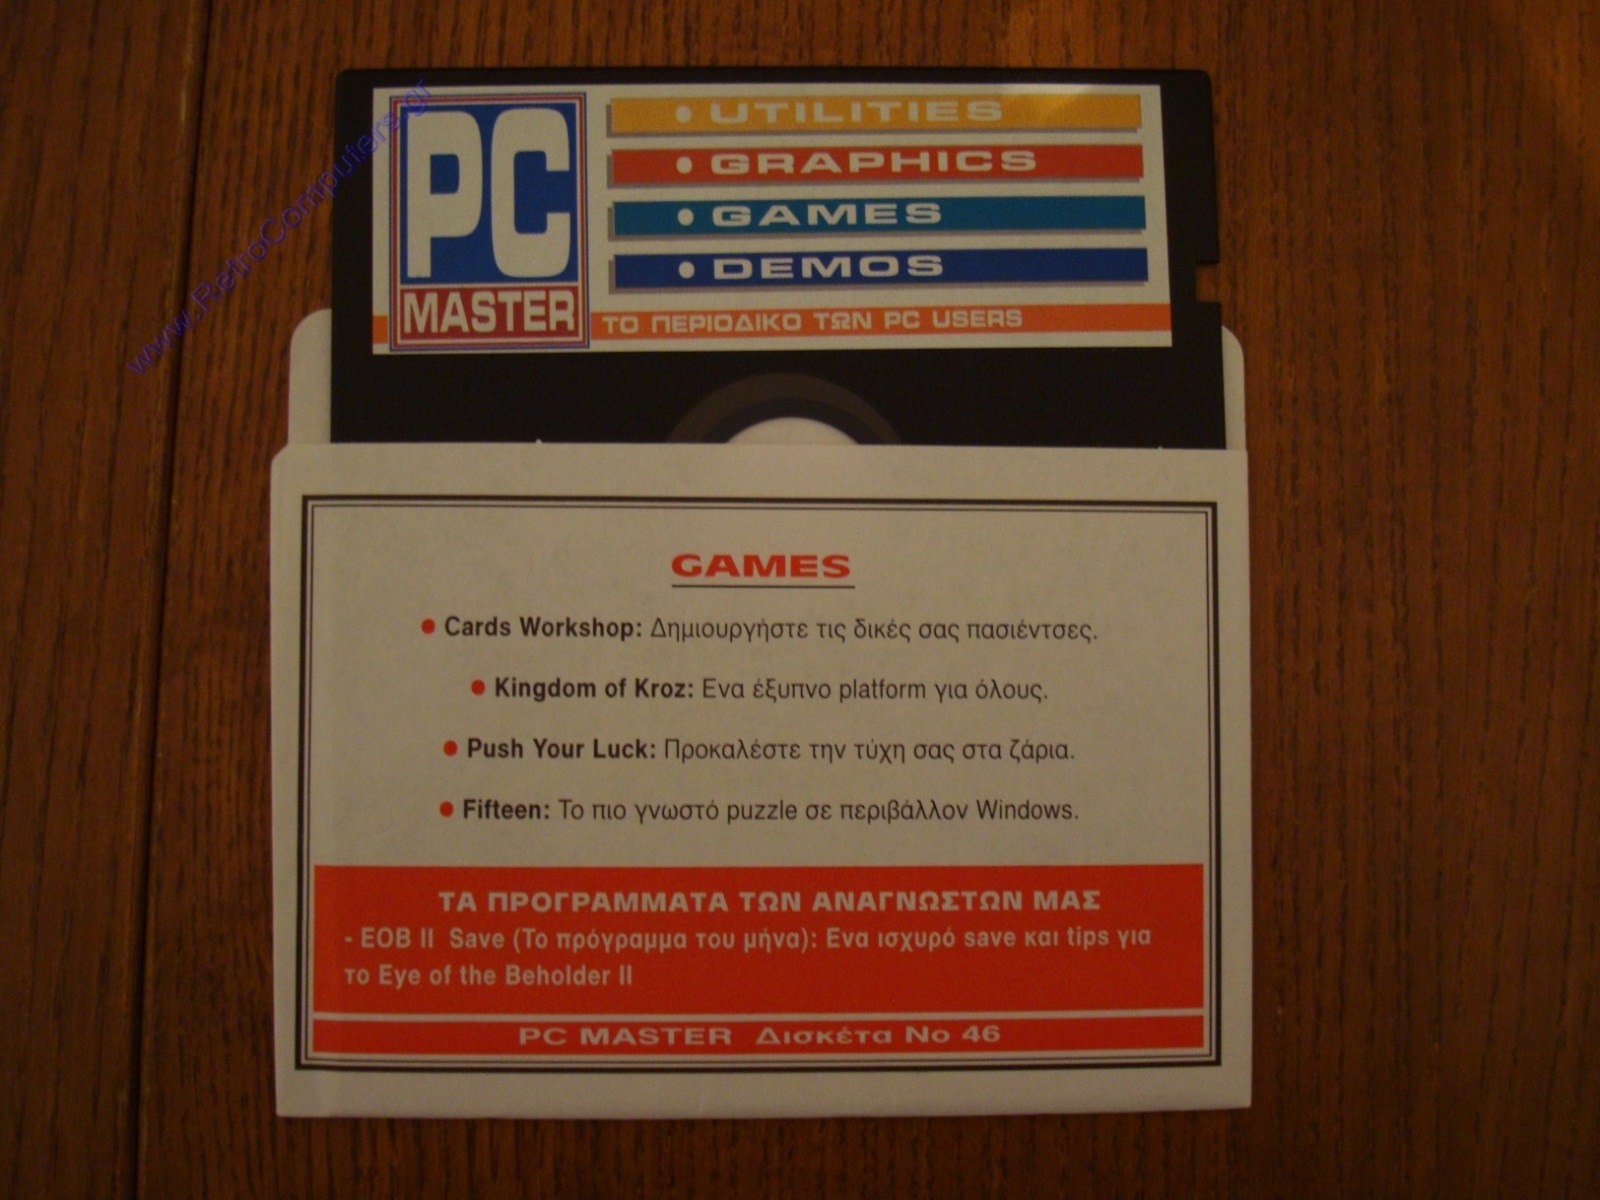 www.RetroComputers.gr
PC
MASTER
• UTILITIES
• GRAPHICS
• GAMES
• DEMOS
ΤΟ ΠΕΡΙΟΔΙΚΟ ΤΩΝ PC USERS
GAMES
• Cards Workshop: Δημιουργήστε τις δικές σας πασιέντσες.
• Kingdom of Kroz: Ενα έξυπνο platform για όλους.
• Push Your Luck: Προκαλέστε την τύχη σας στα ζάρια.
• Fifteen: Το πιο γνωστό puzzle σε περιβάλλον Windows.
ΤΑ ΠΡΟΓΡΑΜΜΑΤΑ ΤΩΝ ΑΝΑΓΝΩΣΤΩΝ ΜΑΣ
- EOB II Save (Το πρόγραμμα του μήνα): Ενα ισχυρό save και tips για
το Eye of the Beholder II
PC MASTER Δισκέτα Νο 46